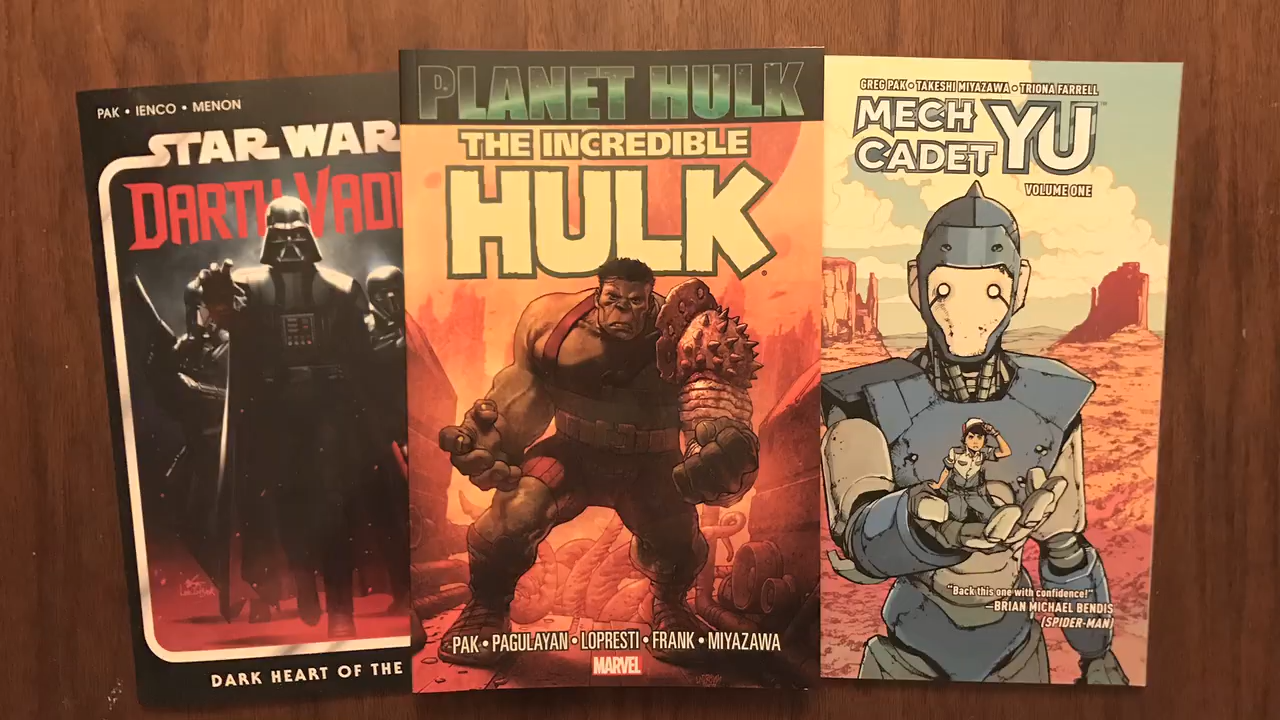 PAK • IENCO • MENON
STAR WAR
DARTH VAD
DARK HEART OF THE
PLANET HULK
THE INCREDIBLE
HULK
PAK • PAGULAYAN • LOPRESTI • FRANK • MIYAZAWA
MARVEL
GREG PAK • TAKESHI MIYAZAWA • TRIONA FARRELL
MECH
CADET
YU
VOLUME ONE
"Back this one with confidence!"
—BRIAN MICHAEL BENDIS
(SPIDER-MAN)